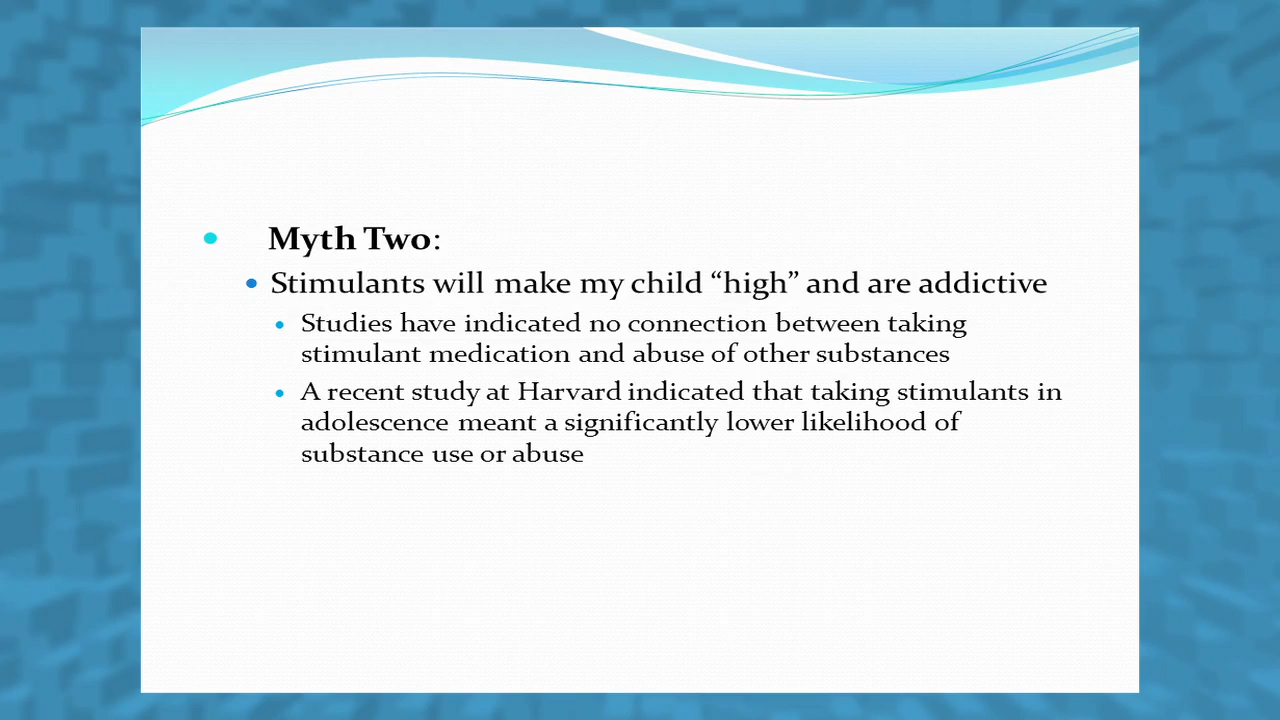 Myth Two:
Stimulants will make my child “high” and are addictive
Studies have indicated no connection between taking
stimulant medication and abuse of other substances
A recent study at Harvard indicated that taking stimulants in
adolescence meant a significantly lower likelihood of
substance use or abuse